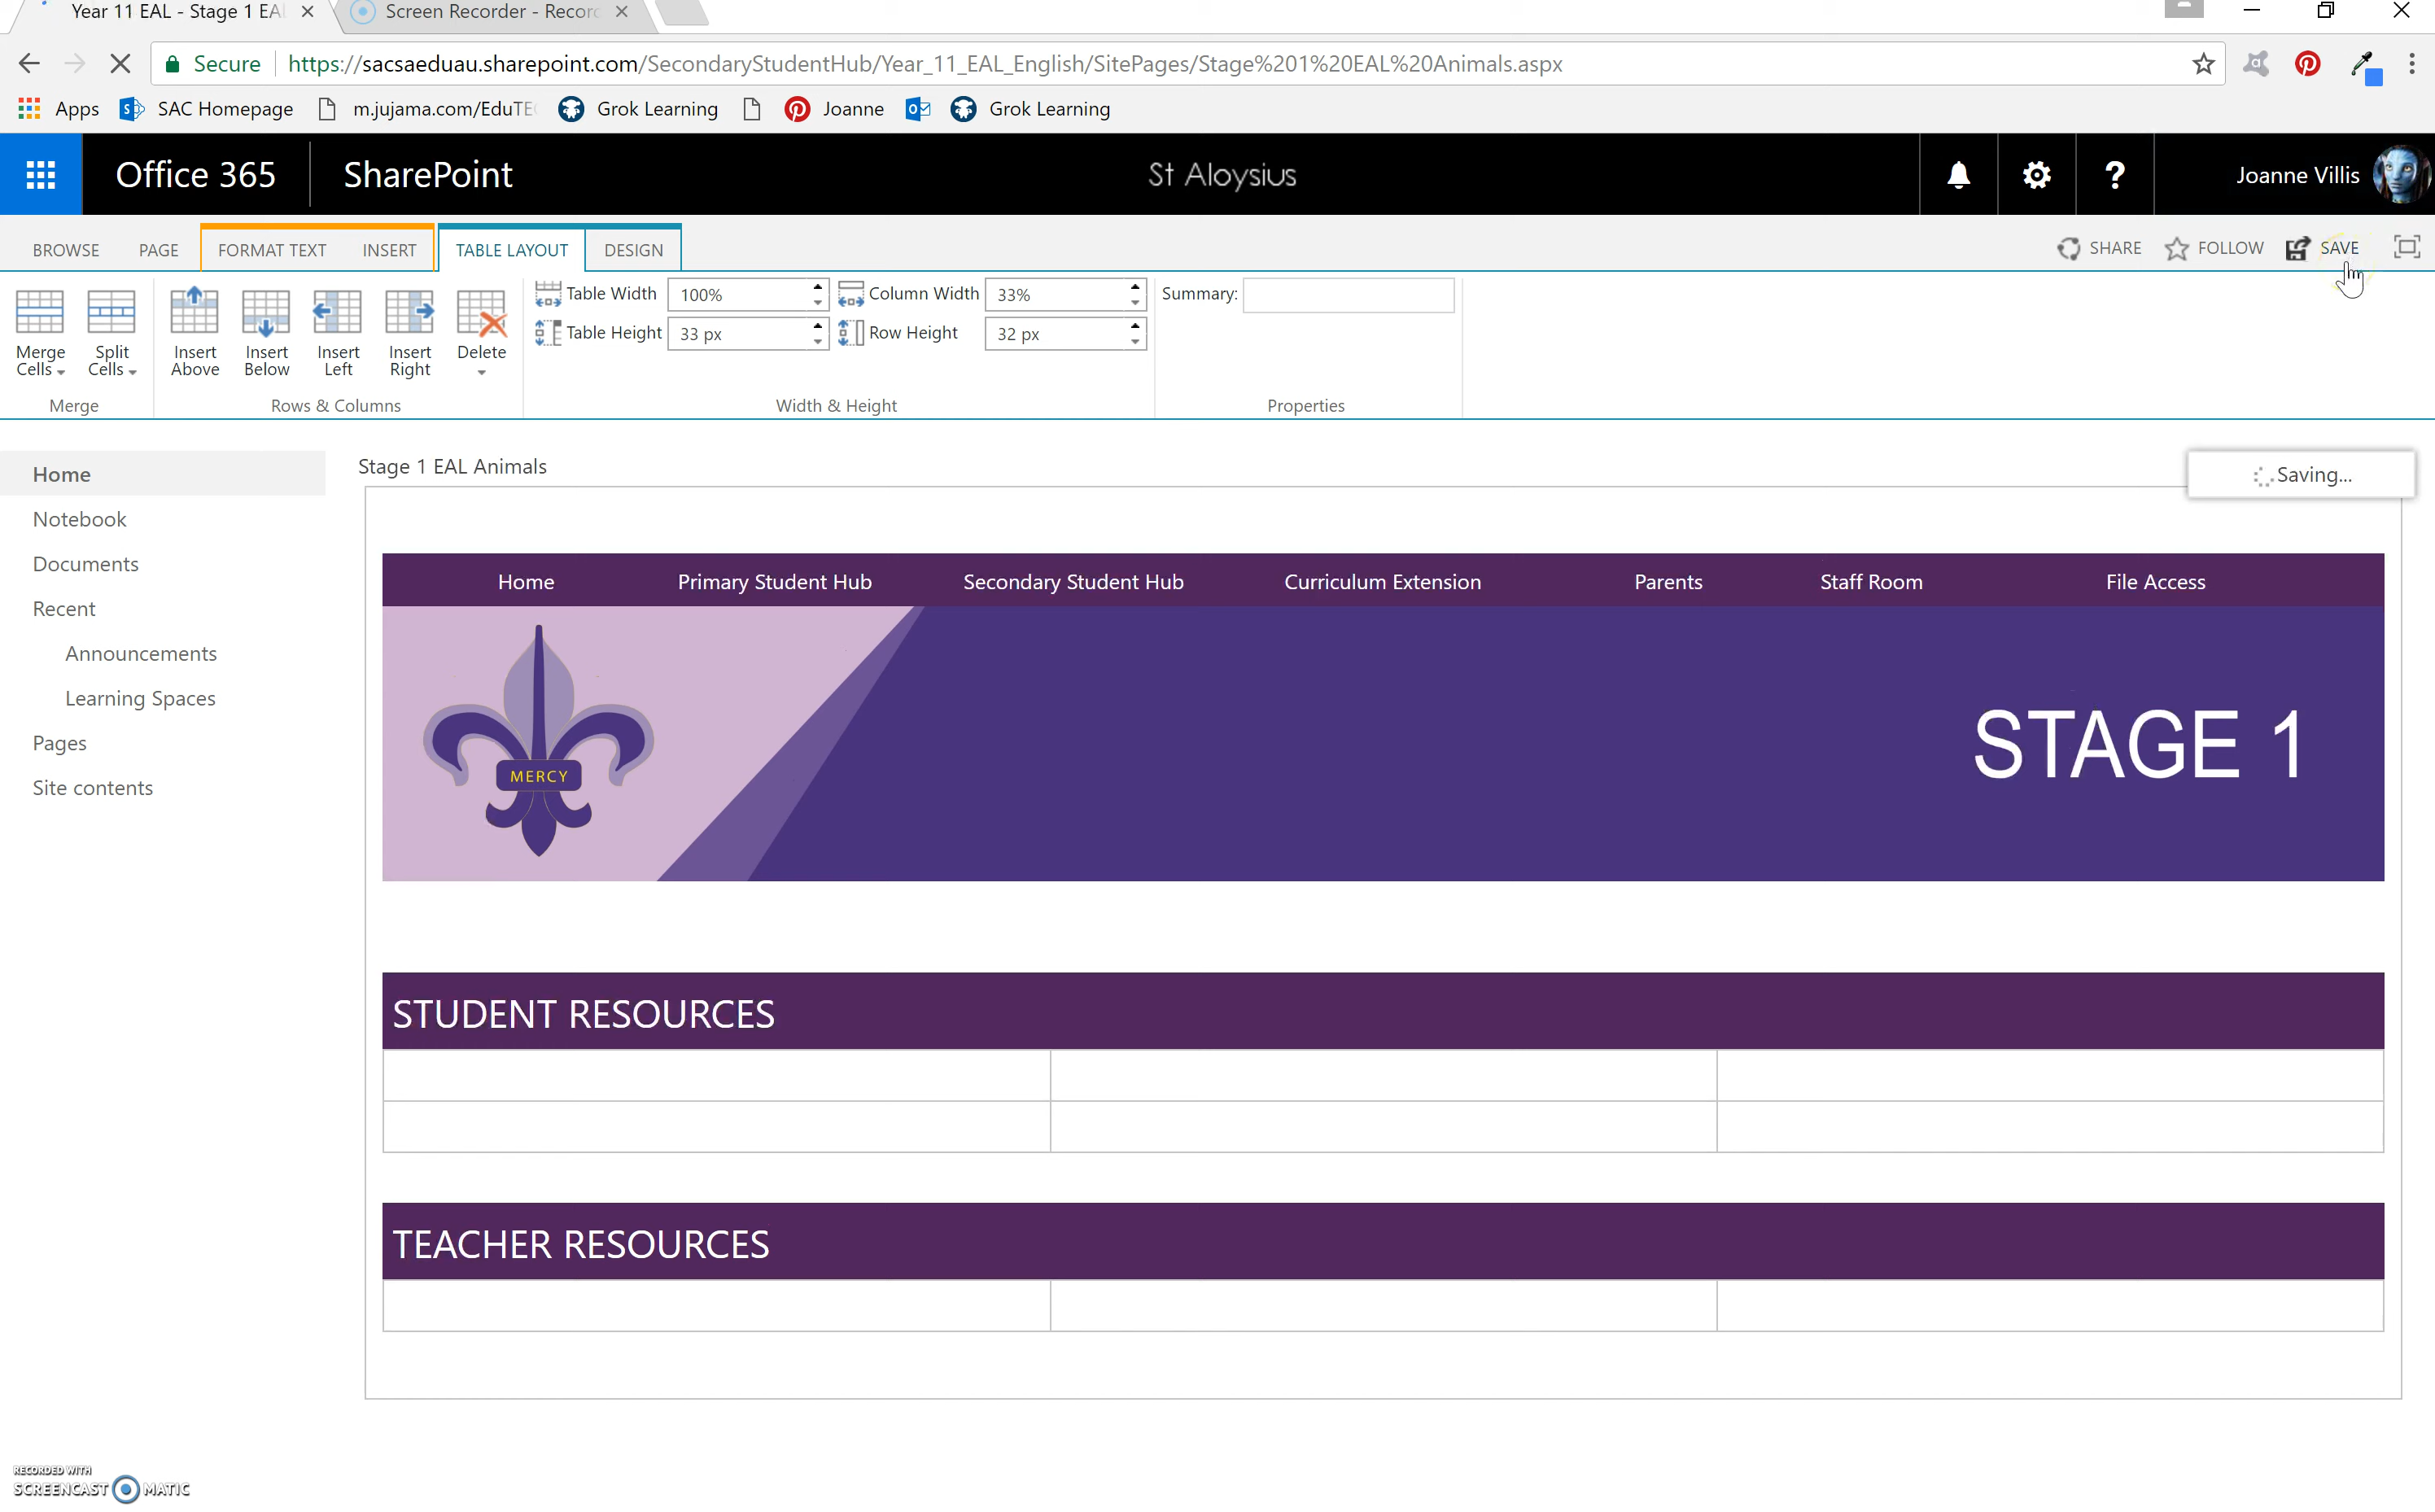 Year 11 EAL - Stage 1 EAL
Screen Recorder - Record
Secure https://sacsaeduau.sharepoint.com/SecondaryStudentHub/Year_11_EAL_English/SitePages/Stage%201%20EAL%20Animals.aspx
Apps SAC Homepage m.jujama.com/EduTE Grok Learning Joanne Grok Learning
Office 365 SharePoint St Aloysius ? Joanne Villis
BROWSE PAGE FORMAT TEXT INSERT TABLE LAYOUT DESIGN SHARE FOLLOW SAVE
Merge Cells
Split Cells
Insert Above
Insert Below
Insert Left
Insert Right
Delete
Table Width 100% Column Width 33% Summary:
Table Height 33 px Row Height 32 px
Merge Rows & Columns Width & Height Properties
Home
Notebook
Documents
Recent
Announcements
Learning Spaces
Pages
Site contents
Stage 1 EAL Animals
Saving...
Home Primary Student Hub Secondary Student Hub Curriculum Extension Parents Staff Room File Access
MERCY
STAGE 1
STUDENT RESOURCES
TEACHER RESOURCES
RECORDED WITH
SCREENCAST MATIC